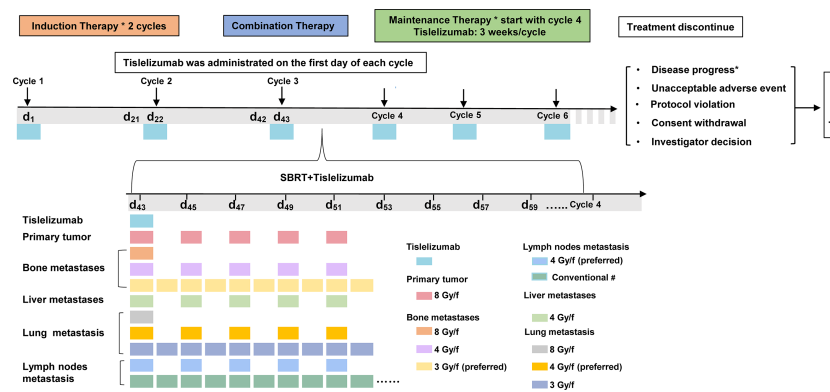 Induction Therapy * 2 cycles
Combination Therapy
Maintenance Therapy * start with cycle 4
Tislelizumab: 3 weeks/cycle
Treatment discontinue
Tislelizumab was administrated on the first day of each cycle
Cycle 1
Cycle 2
Cycle 3
d1
d21
d22
d42
d43
Cycle 4
Cycle 5
Cycle 6
• Disease progress*
• Unacceptable adverse event
• Protocol violation
• Consent withdrawal
• Investigator decision
SBRT+Tislelizumab
d43
d45
d47
d49
d51
d53
d55
d57
d59
...... Cycle 4
Tislelizumab
Primary tumor
Bone metastases
Liver metastases
Lung metastasis
Lymph nodes
metastasis
......
Tislelizumab
Primary tumor
8 Gy/f
Bone metastases
8 Gy/f
4 Gy/f
3 Gy/f (preferred)
Lymph nodes metastasis
4 Gy/f (preferred)
Conventional #
Liver metastases
4 Gy/f
Lung metastasis
8 Gy/f
4 Gy/f (preferred)
3 Gy/f